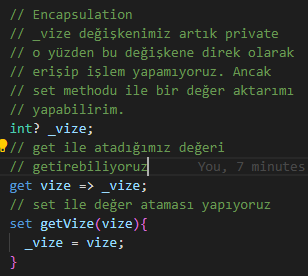 // Encapsulation
// _vize değişkenimiz artık private
// o yüzden bu değişkene direk olarak
// erişip işlem yapamıyoruz. Ancak
// set methodu ile bir değer aktarımı
// yapabilirim.
int? _vize;
// get ile atadığımız değeri
// getirebiliyoruz You, 7 minutes
get vize => _vize;
// set ile değer ataması yapıyoruz
set getVize(vize){
_vize = vize;
}